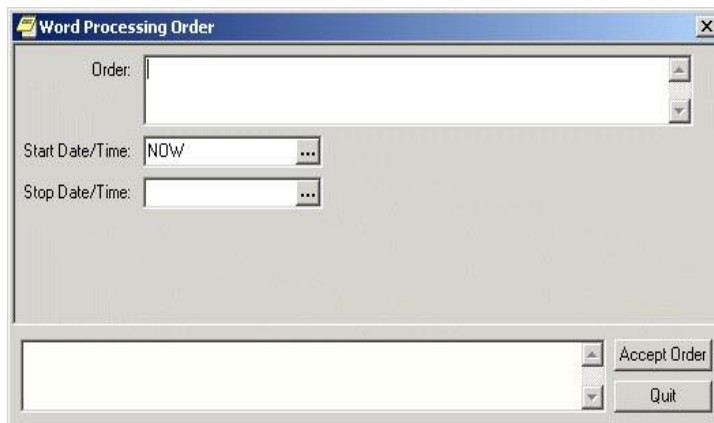 Word Processing Order
Order:
Start Date/Time: NOW ...
Stop Date/Time: ...
Accept Order
Quit